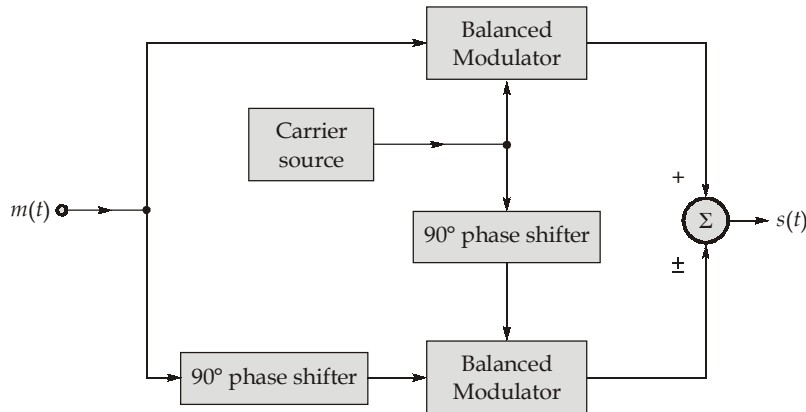 Balanced
Modulator
Carrier
source
+
m(t)
Σ
s(t)
90° phase shifter
±
90° phase shifter
Balanced
Modulator